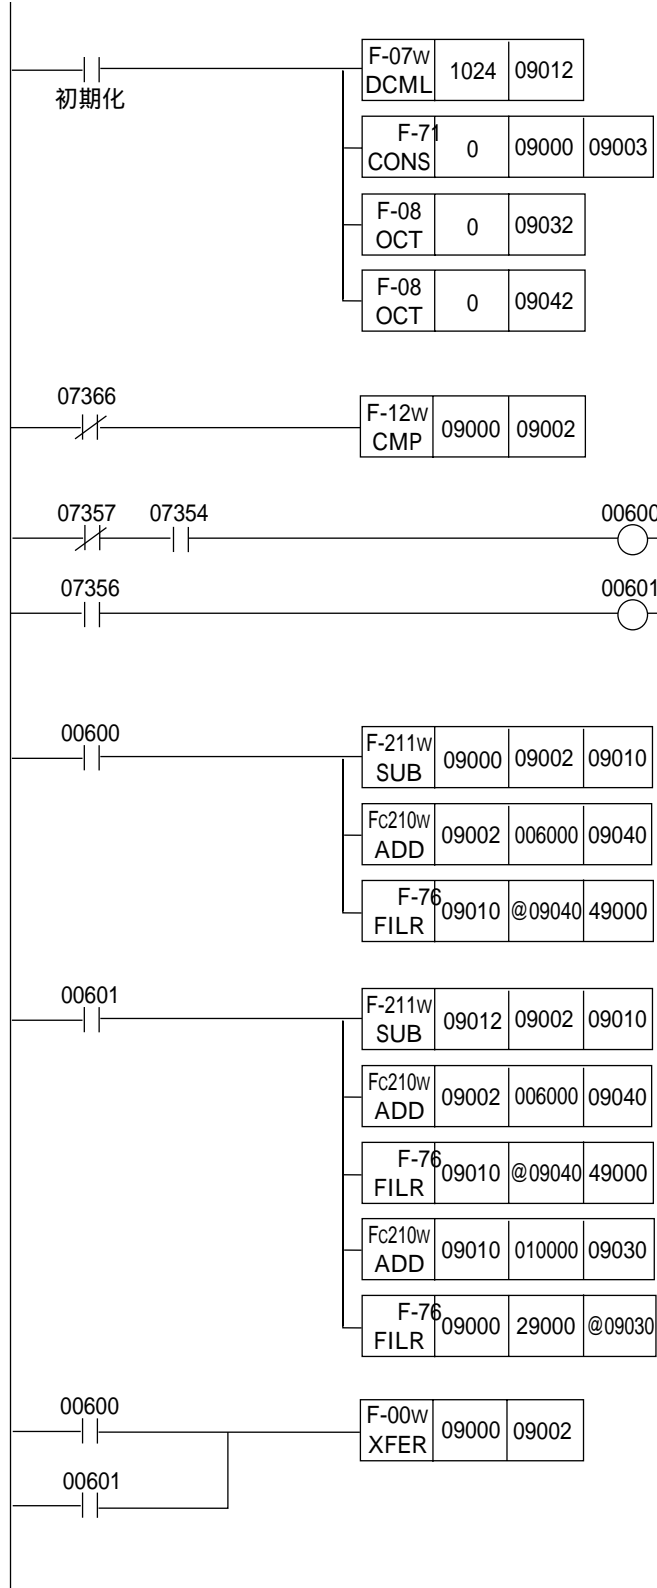 F-07w
DCML 1024 09012
初期化
F-71
CONS 0 09000 09003
F-08
OCT 0 09032
F-08
OCT 0 09042
07366
F-12w
CMP 09000 09002
07357 07354 00600
07356 00601
00600
F-211w
SUB 09000 09002 09010
Fc210w
ADD 09002 006000 09040
F-76
FILR 09010 @09040 49000
00601
F-211w
SUB 09012 09002 09010
Fc210w
ADD 09002 006000 09040
F-76
FILR 09010 @09040 49000
Fc210w
ADD 09010 010000 09030
F-76
FILR 09000 29000 @09030
00600
F-00w
XFER 09000 09002
00601